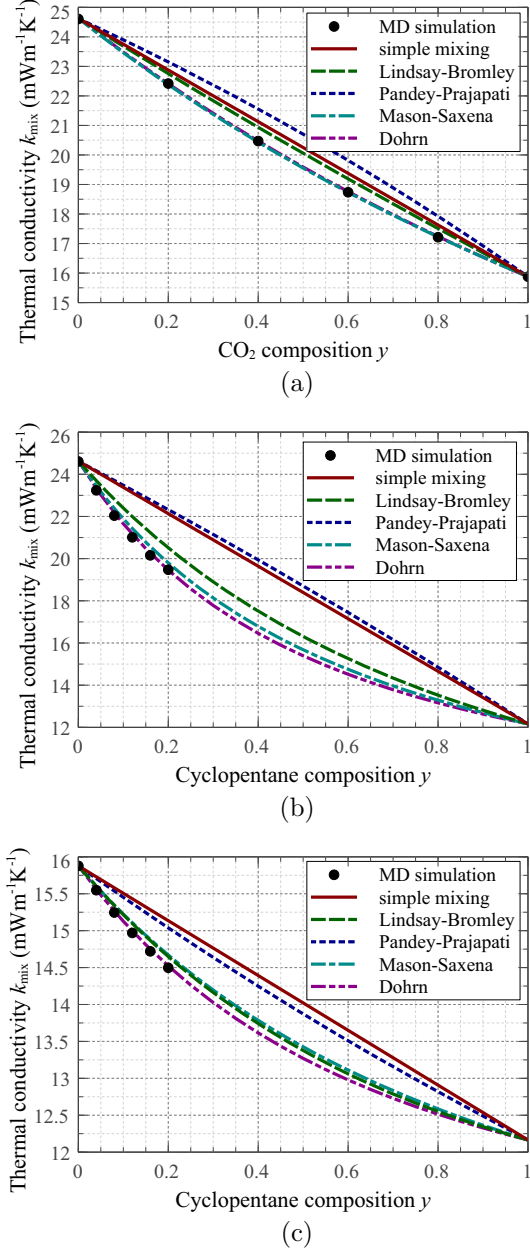 Thermal conductivity kmix (mWm-1K-1)
25
24
23
22
21
20
19
18
17
16
15
MD simulation
simple mixing
Lindsay-Bromley
Pandey-Prajapati
Mason-Saxena
Dohrn
0 0.2 0.4 0.6 0.8 1
CO2 composition y
(a)
Thermal conductivity kmix (mWm-1K-1)
26
24
22
20
18
16
14
12
MD simulation
simple mixing
Lindsay-Bromley
Pandey-Prajapati
Mason-Saxena
Dohrn
0 0.2 0.4 0.6 0.8 1
Cyclopentane composition y
(b)
Thermal conductivity kmix (mWm-1K-1)
16
15.5
15
14.5
14
13.5
13
12.5
12
MD simulation
simple mixing
Lindsay-Bromley
Pandey-Prajapati
Mason-Saxena
Dohrn
0 0.2 0.4 0.6 0.8 1
Cyclopentane composition y
(c)